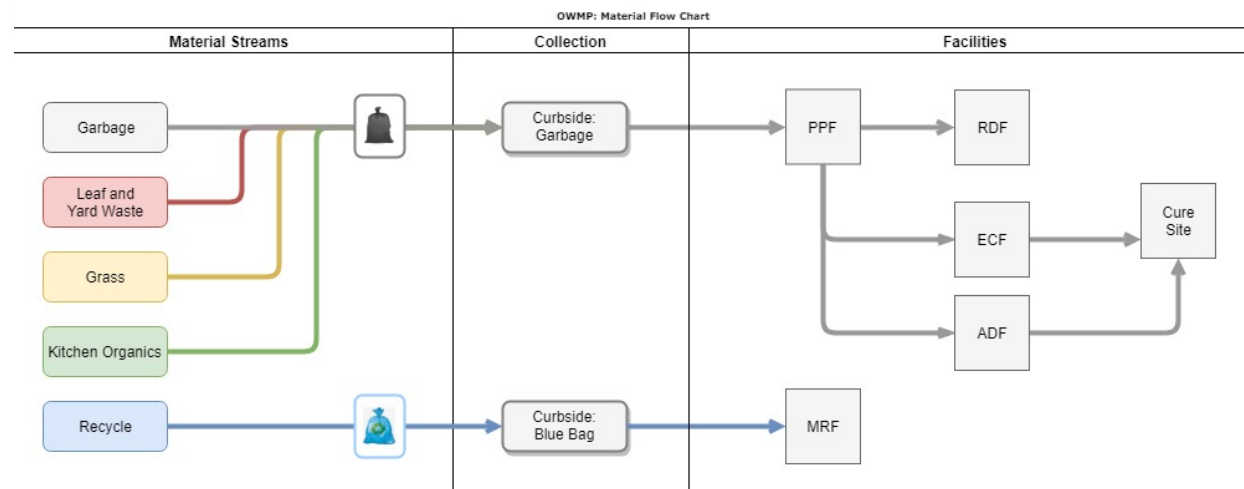 OWMP: Material Flow Chart
Material Streams
Collection
Facilities
Garbage
Curbside:
Garbage
PPF
RDF
Leaf and
Yard Waste
Cure
Site
Grass
ECF
Kitchen Organics
ADF
Recycle
Curbside:
Blue Bag
MRF